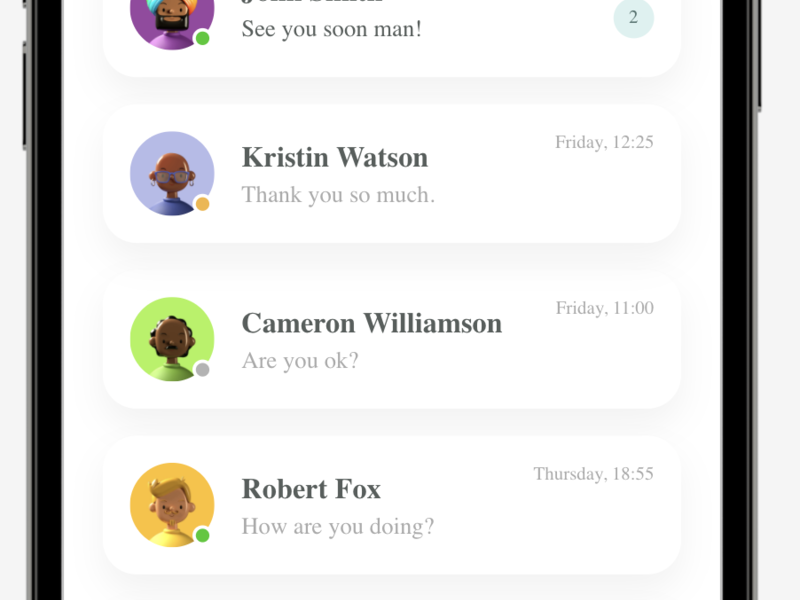 See you soon man!
2
Friday, 12:25
Kristin Watson
Thank you so much.
Friday, 11:00
Cameron Williamson
Are you ok?
Thursday, 18:55
Robert Fox
How are you doing?